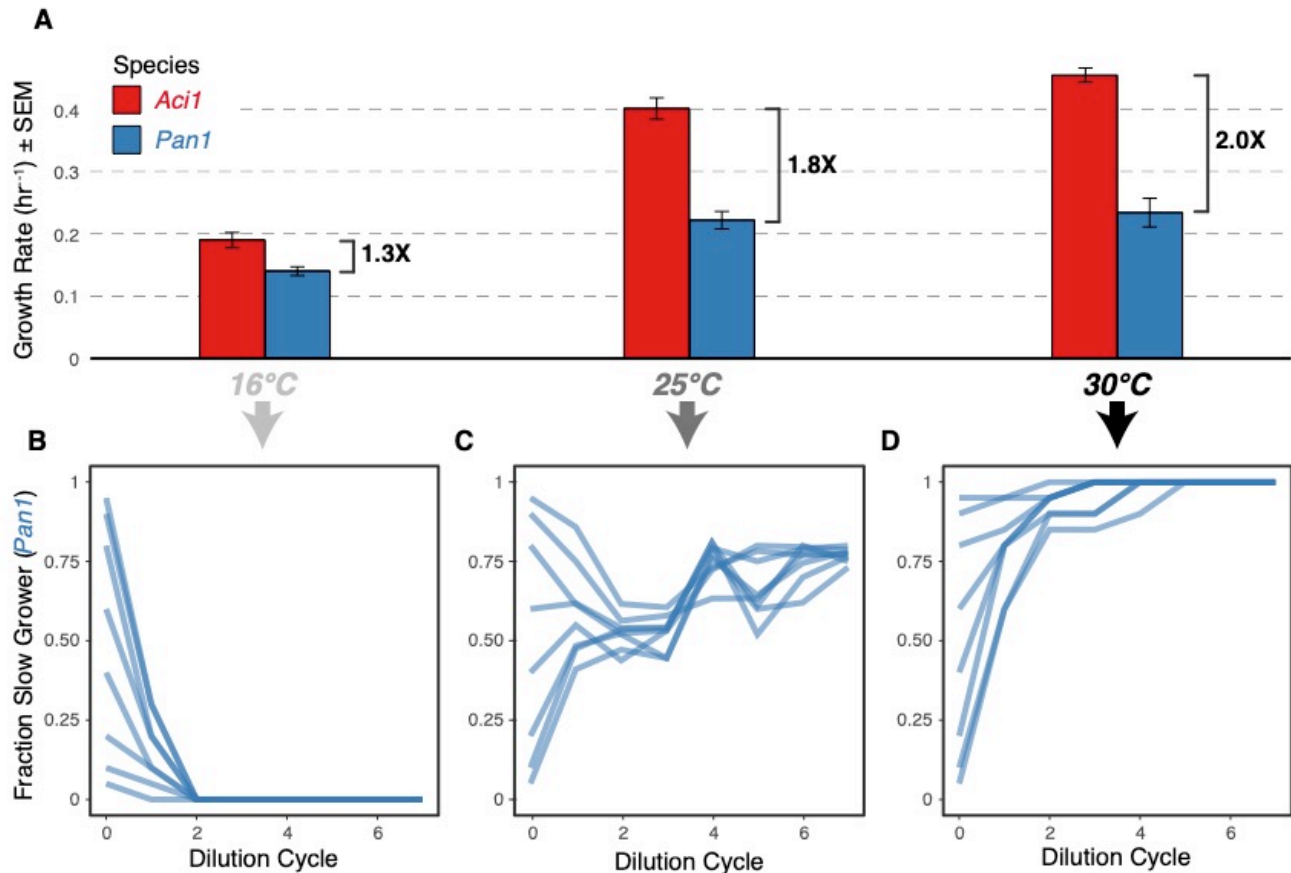 A
Species
Aci1
Pan1
Growth Rate (hr⁻¹) ± SEM
0.4
0.3
0.2
0.1
0
1.3X
1.8X
2.0X
16°C
25°C
30°C
B
C
D
Fraction Slow Grower (Pan1)
1
0.75
0.50
0.25
0
0 2 4 6
Dilution Cycle
1
0.75
0.50
0.25
0
0 2 4 6
Dilution Cycle
1
0.75
0.50
0.25
0
0 2 4 6
Dilution Cycle